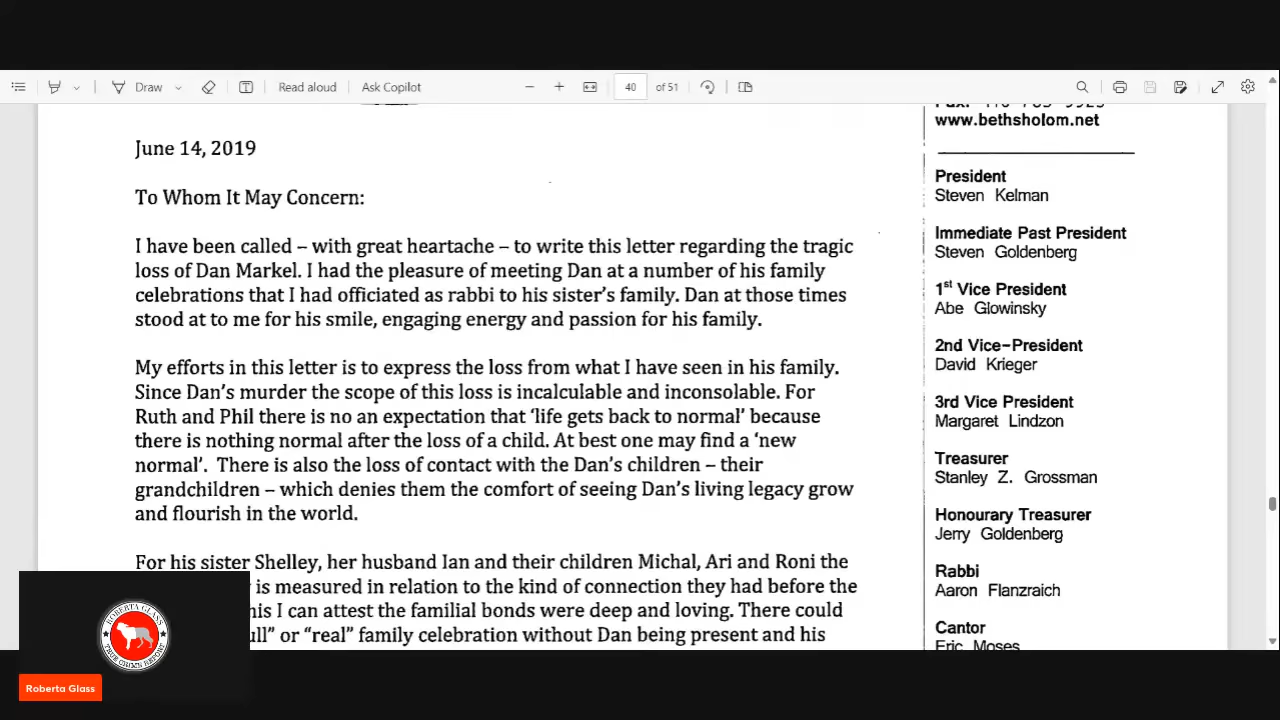 Draw
Read aloud
Ask Copilot
40 of 51
www.bethsholom.net
June 14, 2019
To Whom It May Concern:
I have been called – with great heartache – to write this letter regarding the tragic
loss of Dan Markel. I had the pleasure of meeting Dan at a number of his family
celebrations that I had officiated as rabbi to his sister's family. Dan at those times
stood at to me for his smile, engaging energy and passion for his family.
My efforts in this letter is to express the loss from what I have seen in his family.
Since Dan's murder the scope of this loss is incalculable and inconsolable. For
Ruth and Phil there is no an expectation that 'life gets back to normal' because
there is nothing normal after the loss of a child. At best one may find a 'new
normal'. There is also the loss of contact with the Dan's children – their
grandchildren – which denies them the comfort of seeing Dan's living legacy grow
and flourish in the world.
For his sister Shelley, her husband Ian and their children Michal, Ari and Roni the
is measured in relation to the kind of connection they had before the
I can attest the familial bonds were deep and loving. There could
or "real" family celebration without Dan being present and his
President
Steven Kelman
Immediate Past President
Steven Goldenberg
1st Vice President
Abe Glowinsky
2nd Vice-President
David Krieger
3rd Vice President
Margaret Lindzon
Treasurer
Stanley Z. Grossman
Honourary Treasurer
Jerry Goldenberg
Rabbi
Aaron Flanzraich
Cantor
Eric Moses
ROBERTA GLASS
TRUE CRIME REPORT
Roberta Glass